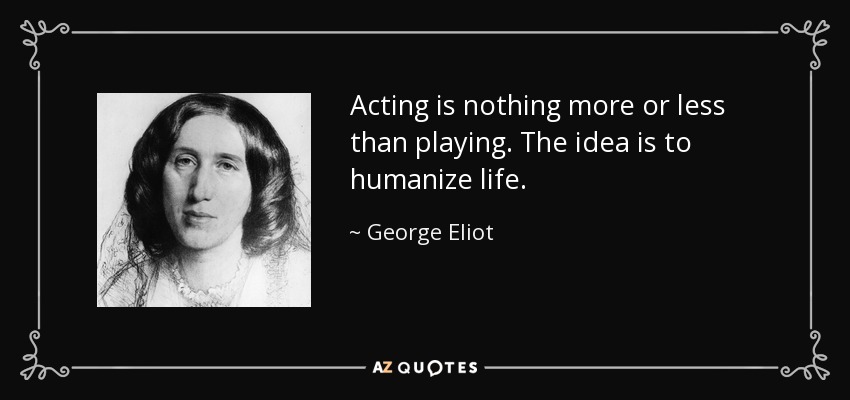 Acting is nothing more or less
than playing. The idea is to
humanize life.
~ George Eliot
AZ QUOTES